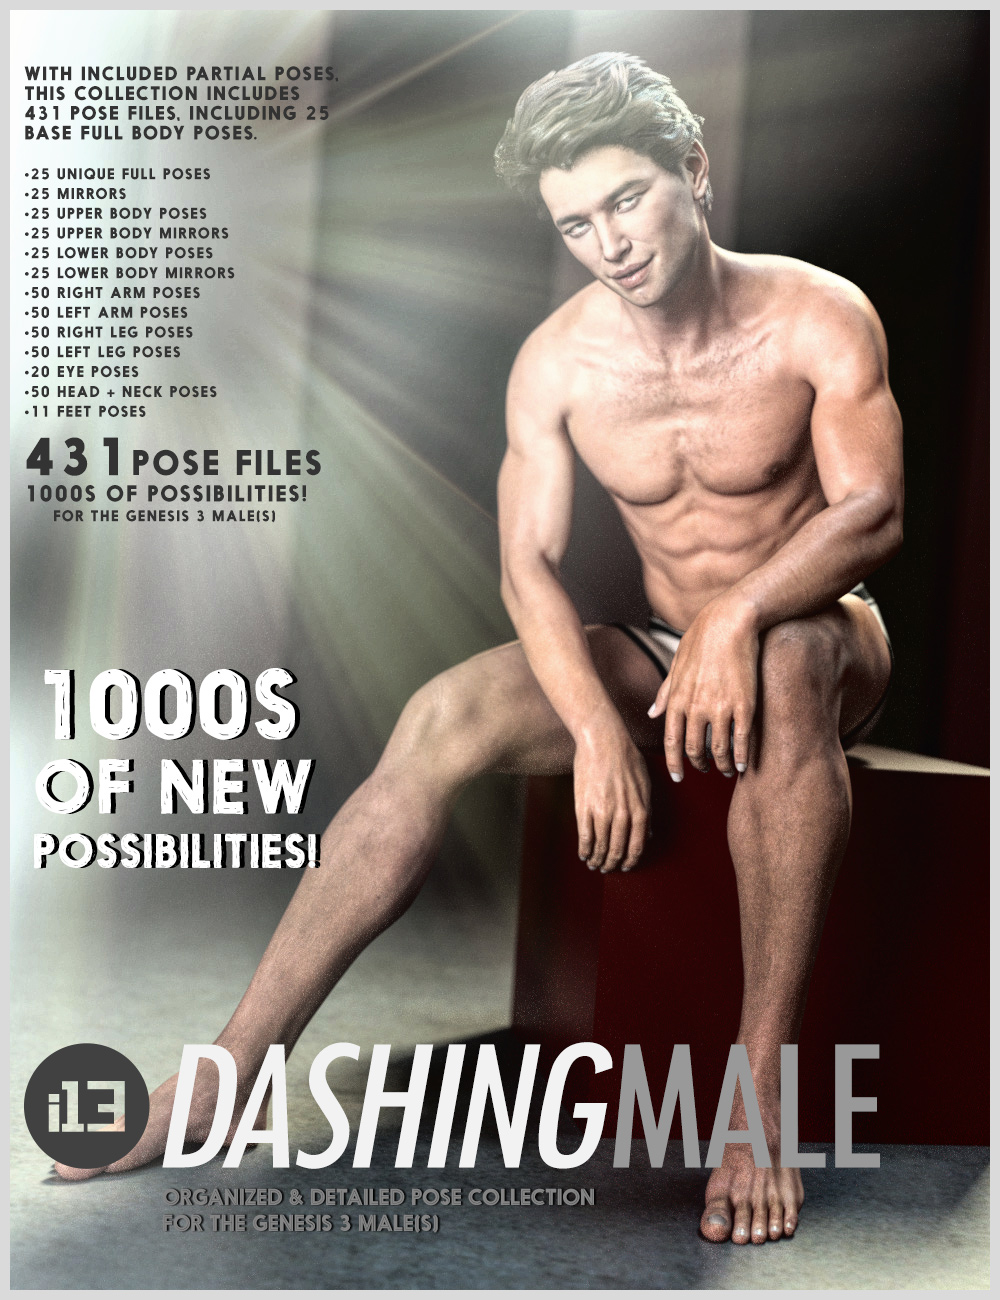 WITH INCLUDED PARTIAL POSES,
THIS COLLECTION INCLUDES
431 POSE FILES, INCLUDING 25
BASE FULL BODY POSES.
•25 UNIQUE FULL POSES
•25 MIRRORS
•25 UPPER BODY POSES
•25 UPPER BODY MIRRORS
•25 LOWER BODY POSES
•25 LOWER BODY MIRRORS
•50 RIGHT ARM POSES
•50 LEFT ARM POSES
•50 RIGHT LEG POSES
•50 LEFT LEG POSES
•20 EYE POSES
•50 HEAD + NECK POSES
•11 FEET POSES
431 POSE FILES
1000S OF POSSIBILITIES!
FOR THE GENESIS 3 MALE(S)
1000S
OF NEW
POSSIBILITIES!
i13 DASHINGMALE
ORGANIZED & DETAILED POSE COLLECTION
FOR THE GENESIS 3 MALE(S)